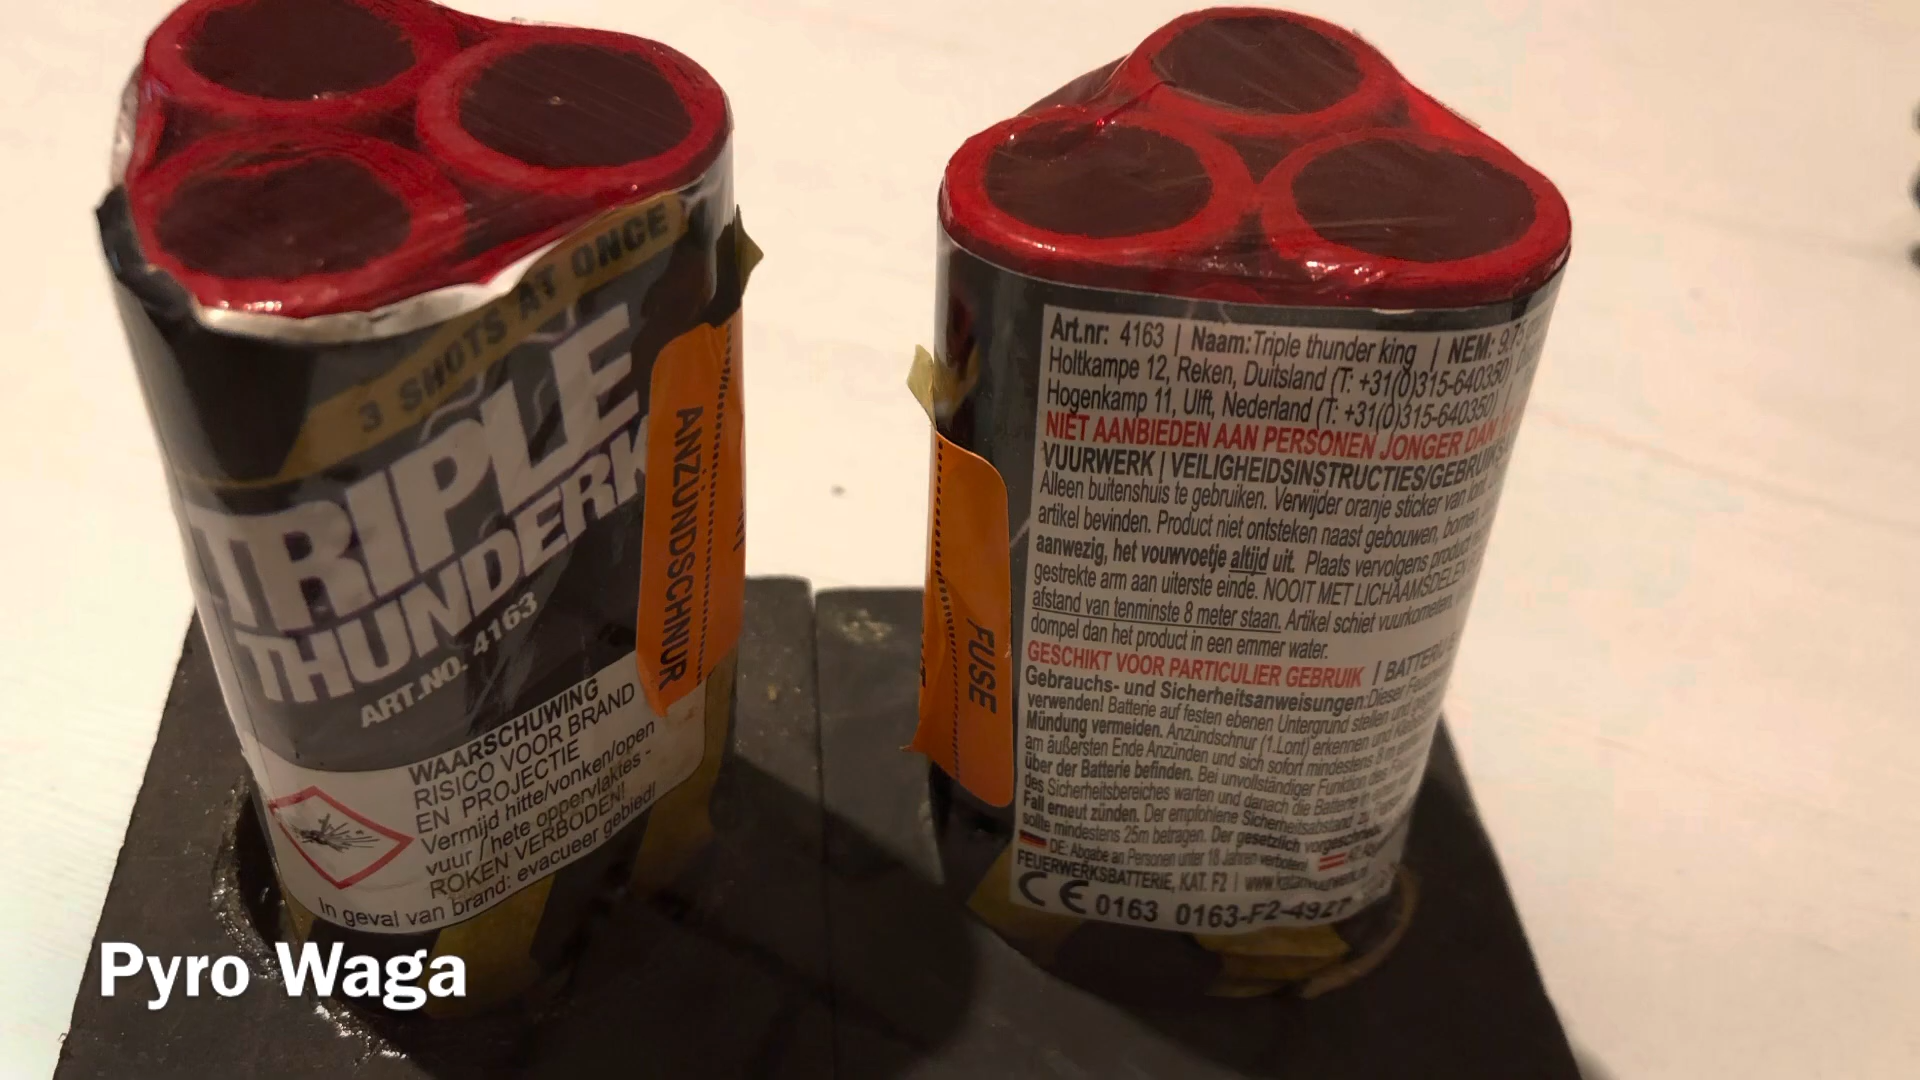 3 SHOTS AT ONCE
TRIPLE
THUNDERK
ART.NO. 4163
ANZÜNDSCHNUR
WAARSCHUWING
RISICO VOOR BRAND
EN PROJECTIE
Vermijd hitte/vonken/open
vuur / hete oppervlaktes -
ROKEN VERBODEN!
In geval van brand: evacueer gebied!
FUSE
Art.nr: 4163 | Naam:Triple thunder king | NEM: 9,75
Holtkampe 12, Reken, Duitsland (T: +31(0)315-640350)
Hogenkamp 11, Ulft, Nederland (T: +31(0)315-640350)
NIET AANBIEDEN AAN PERSONEN JONGER DAN
VUURWERK | VEILIGHEIDSINSTRUCTIES/GEBRUIK
Alleen buitenshuis te gebruiken. Verwijder oranje sticker van lont.
artikel bevinden. Product niet ontsteken naast gebouwen, bomen,
aanwezig, het vouwvoetje altijd uit. Plaats vervolgens product
gestrekte arm aan uiterste einde. NOOIT MET LICHAAMSDELEN
afstand van tenminste 8 meter staan. Artikel schiet vuurkometen.
dompel dan het product in een emmer water.
GESCHIKT VOOR PARTICULIER GEBRUIK | BATTERIJ
Gebrauchs- und Sicherheitsanweisungen: Dieser
verwenden! Batterie auf festen ebenen Untergrund stellen und
Mündung vermeiden. Anzündschnur (1.Lont) erkennen und
am äußersten Ende Anzünden und sich sofort mindestens 8 m
über der Batterie befinden. Bei unvollständiger Funktion des
des Sicherheitsbereiches warten und danach die Batterie
Fall erneut zünden. Der empfohlene Sicherheitsabstand zu
sollte mindestens 25m betragen. Der gesetzlich
DE: Abgabe an Personen unter 18 Jahren verboten!
FEUERWERKSBATTERIE, KAT. F2 |
CE 0163 0163-F2-4927
Pyro Waga